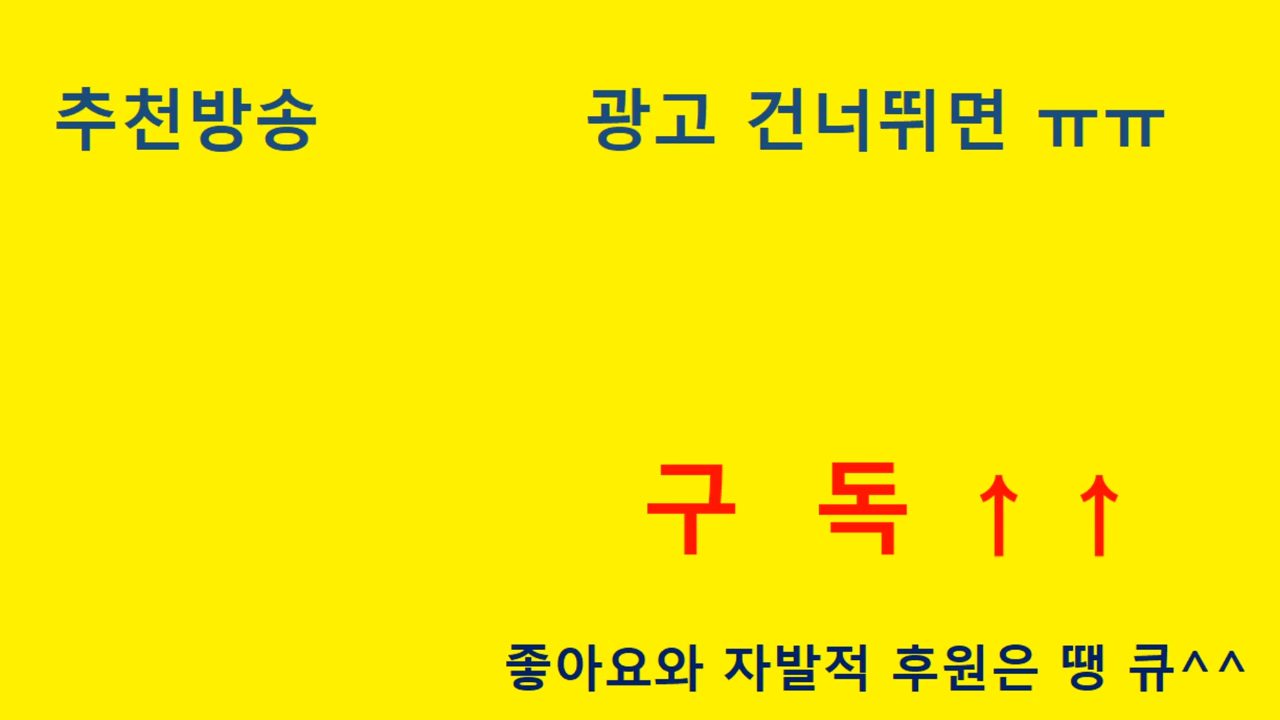 추천방송
광고 건너뛰면 ㅠㅠ
구 독 ↑ ↑
좋아요와 자발적 후원은 땡 큐^^